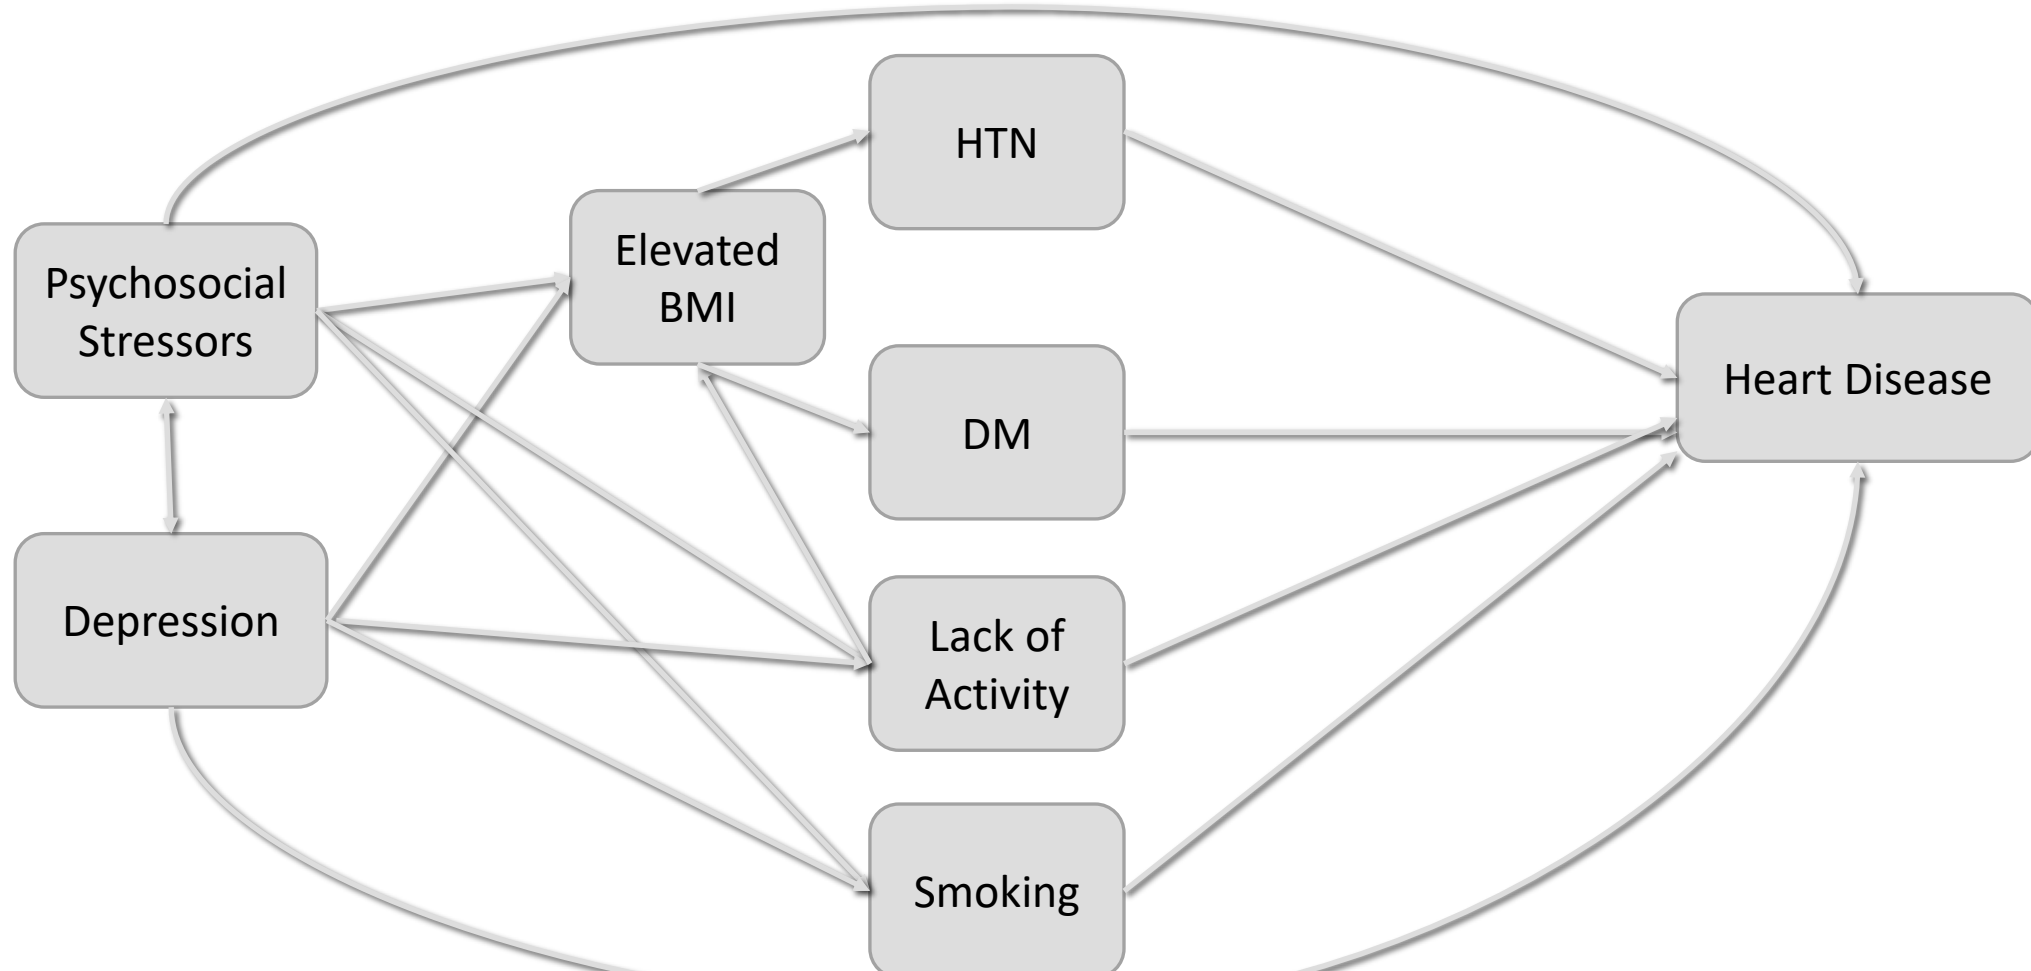 HTN
Elevated
BMI
Psychosocial
Stressors
Heart Disease
DM
Depression
Lack of
Activity
Smoking